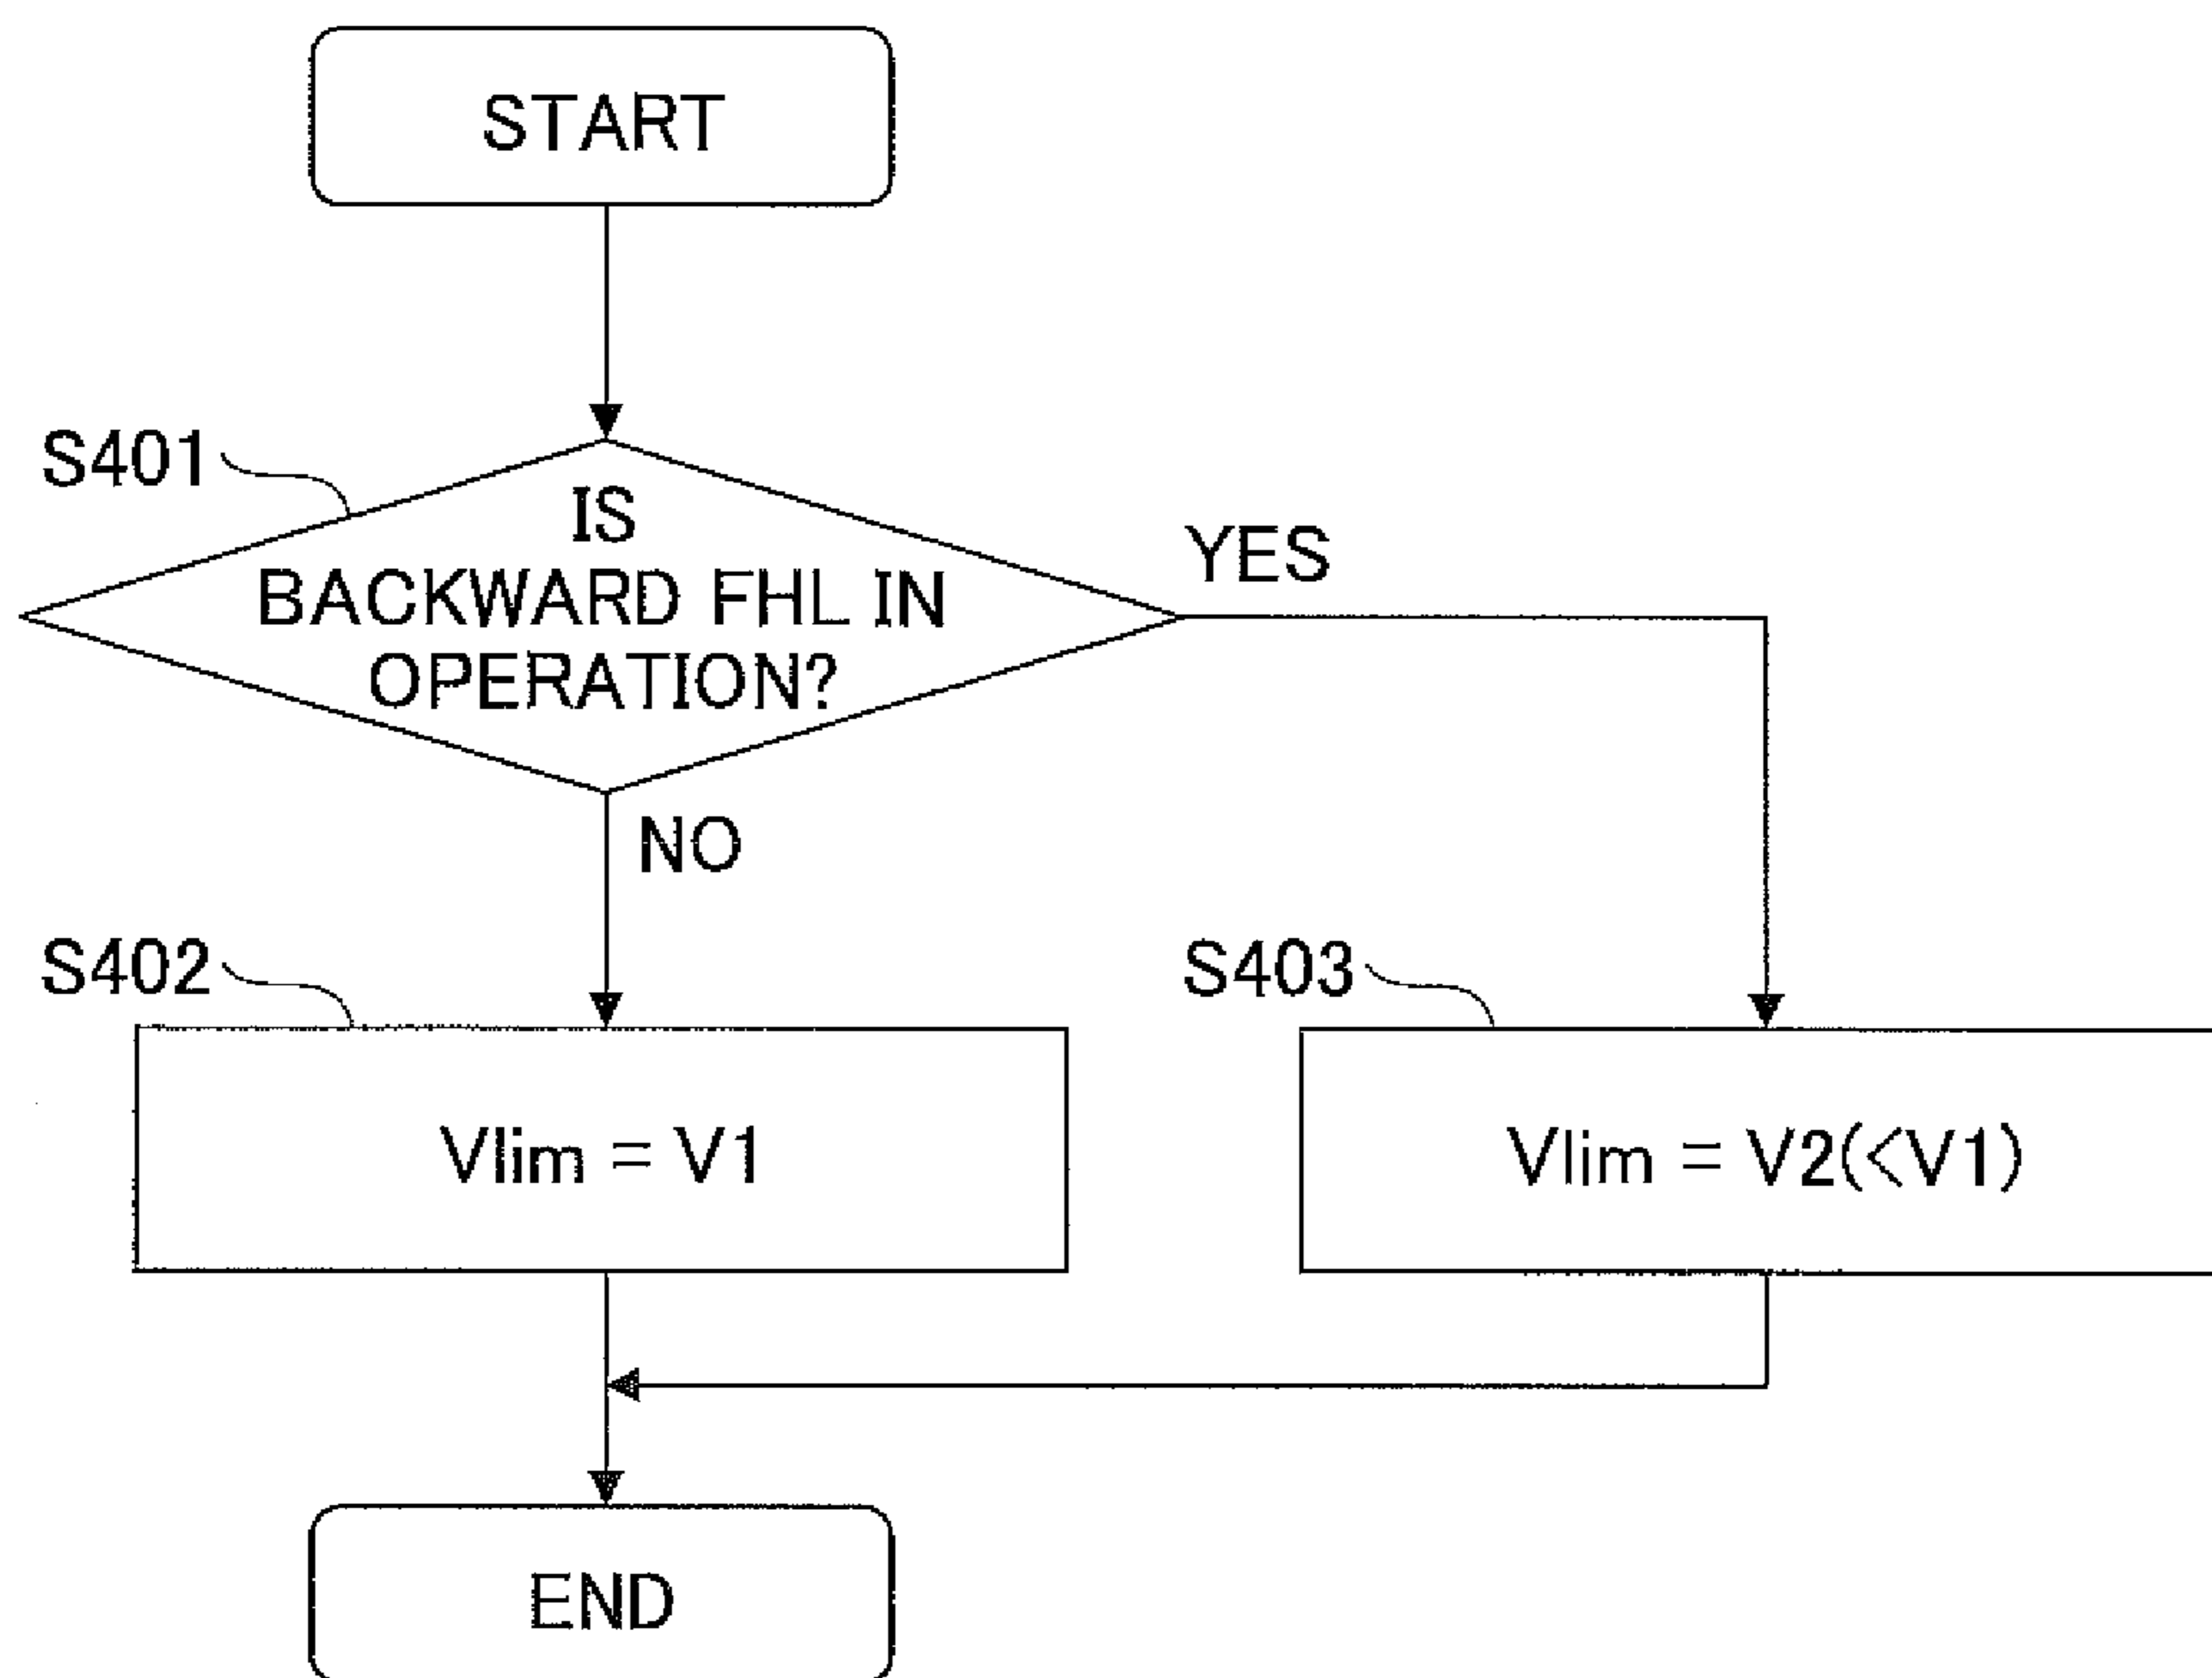 START
S401
IS
BACKWARD FHL IN
OPERATION?
YES
NO
S402
Vlim = V1
S403
Vlim = V2(<V1)
END